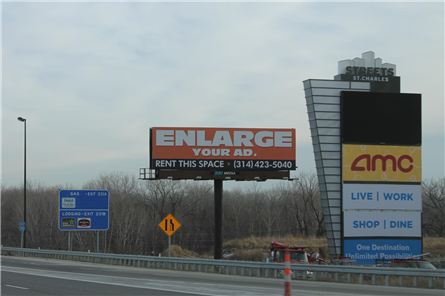 STREETS
ST. CHARLES
ENLARGE
YOUR AD.
RENT THIS SPACE • (314) 423-5040
AMC
LIVE | WORK
SHOP | DINE
One Destination
Unlimited Possibilities
GAS - EXIT 229
LODGING - EXIT 229